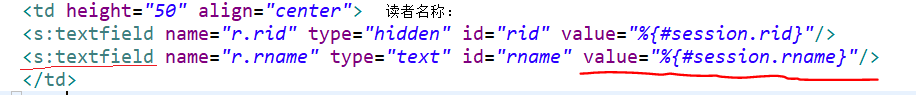 <td height="50" align="center"> 读者名称：
<s:textfield name="r.rid" type="hidden" id="rid" value="%{#session.rid}"/>
<s:textfield name="r.rname" type="text" id="rname" value="%{#session.rname}"/>
</td>